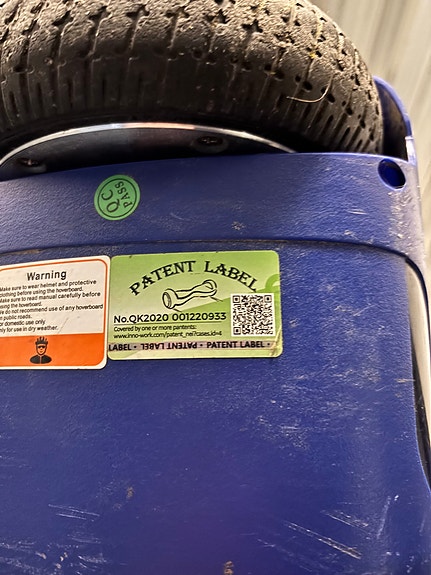 QC
PASS
Warning
Make sure to wear helmet and protective
clothing before using the hoverboard.
Make sure to read manual carefully before
using the hoverboard.
We do not recommend use of any hoverboard
on public roads.
for domestic use only.
only for use in dry weather.
PATENT LABEL
No.QK2020 001220933
Covered by one or more pantents:
www.inno-work.com/patent_nei?cases.id=4
LABEL • PATENT LABEL • PATENT LABEL •